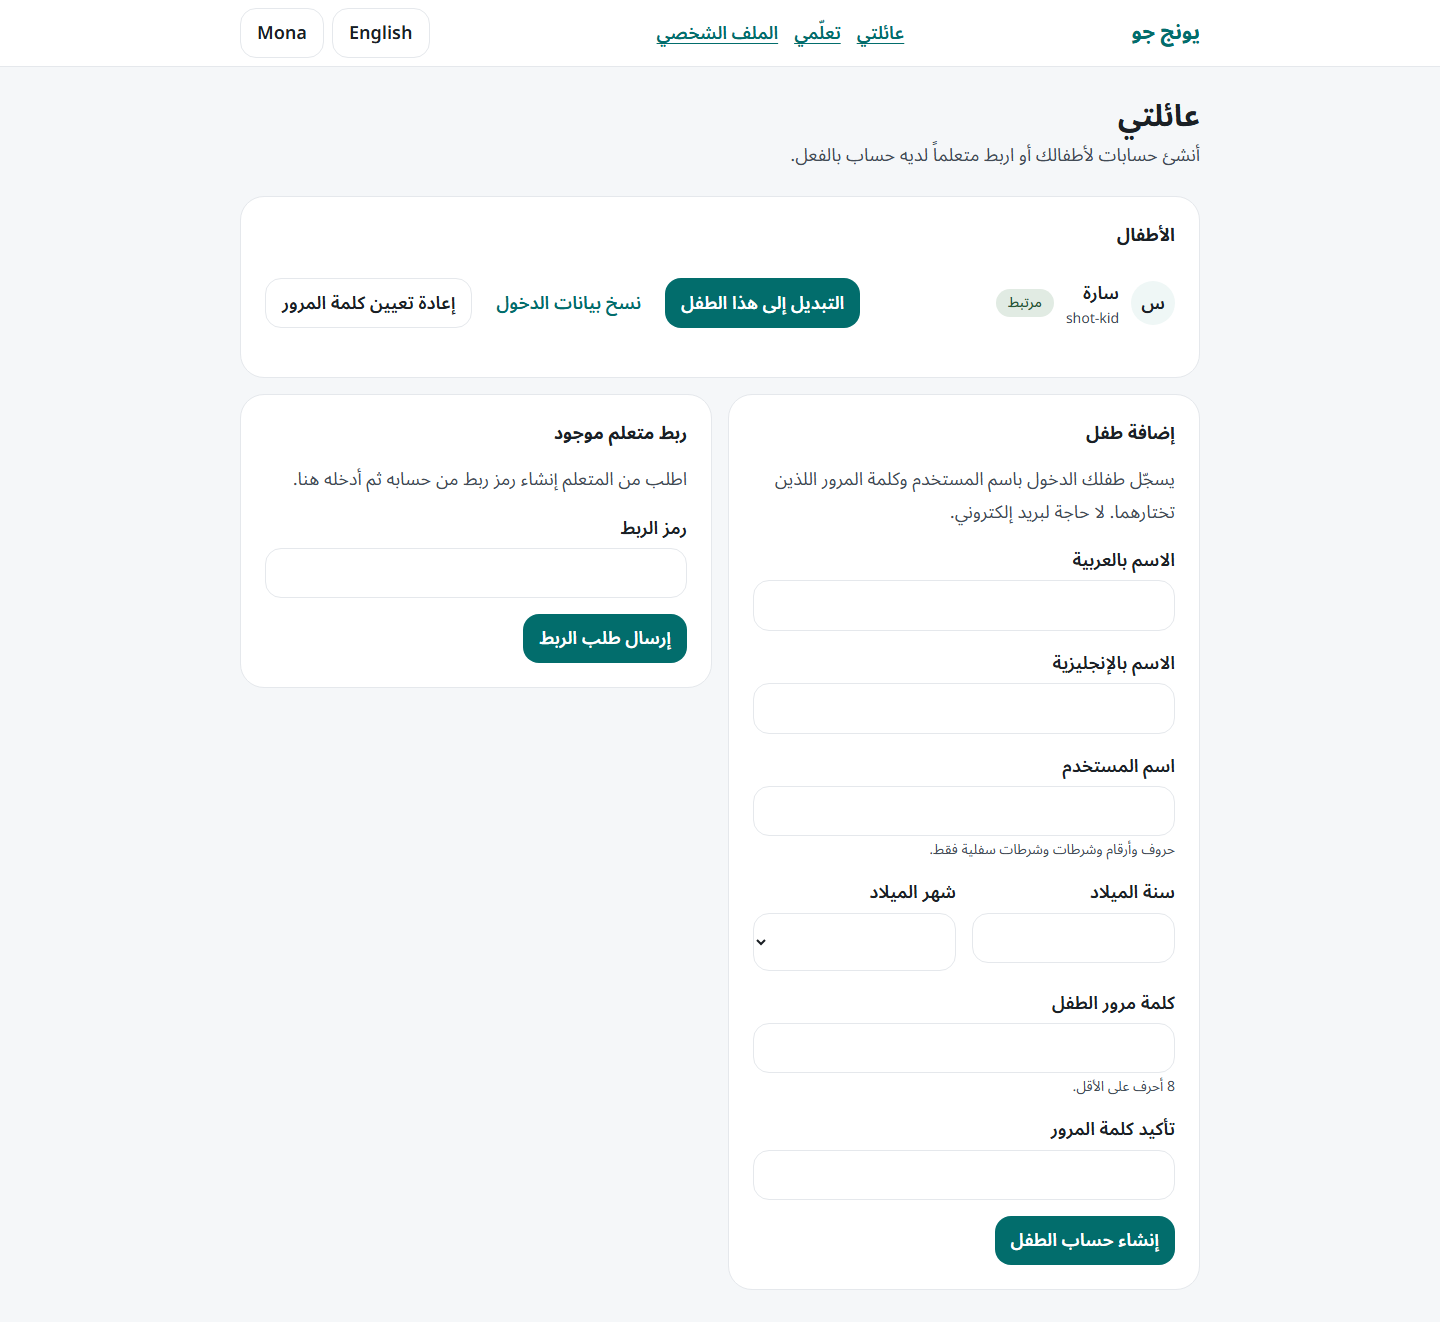 يونج جو
عائلتي تعلّمي الملف الشخصي
English Mona
عائلتي
أنشئ حسابات لأطفالك أو اربط متعلماً لديه حساب بالفعل.
الأطفال
س
سارة
shot-kid
مرتبط
التبديل إلى هذا الطفل
نسخ بيانات الدخول
إعادة تعيين كلمة المرور
إضافة طفل
يسجّل طفلك الدخول باسم المستخدم وكلمة المرور اللذين
تختارهما. لا حاجة لبريد إلكتروني.
الاسم بالعربية
الاسم بالإنجليزية
اسم المستخدم
حروف وأرقام وشرطات وشرطات سفلية فقط.
سنة الميلاد
شهر الميلاد
كلمة مرور الطفل
8 أحرف على الأقل.
تأكيد كلمة المرور
إنشاء حساب الطفل
ربط متعلم موجود
اطلب من المتعلم إنشاء رمز ربط من حسابه ثم أدخله هنا.
رمز الربط
إرسال طلب الربط